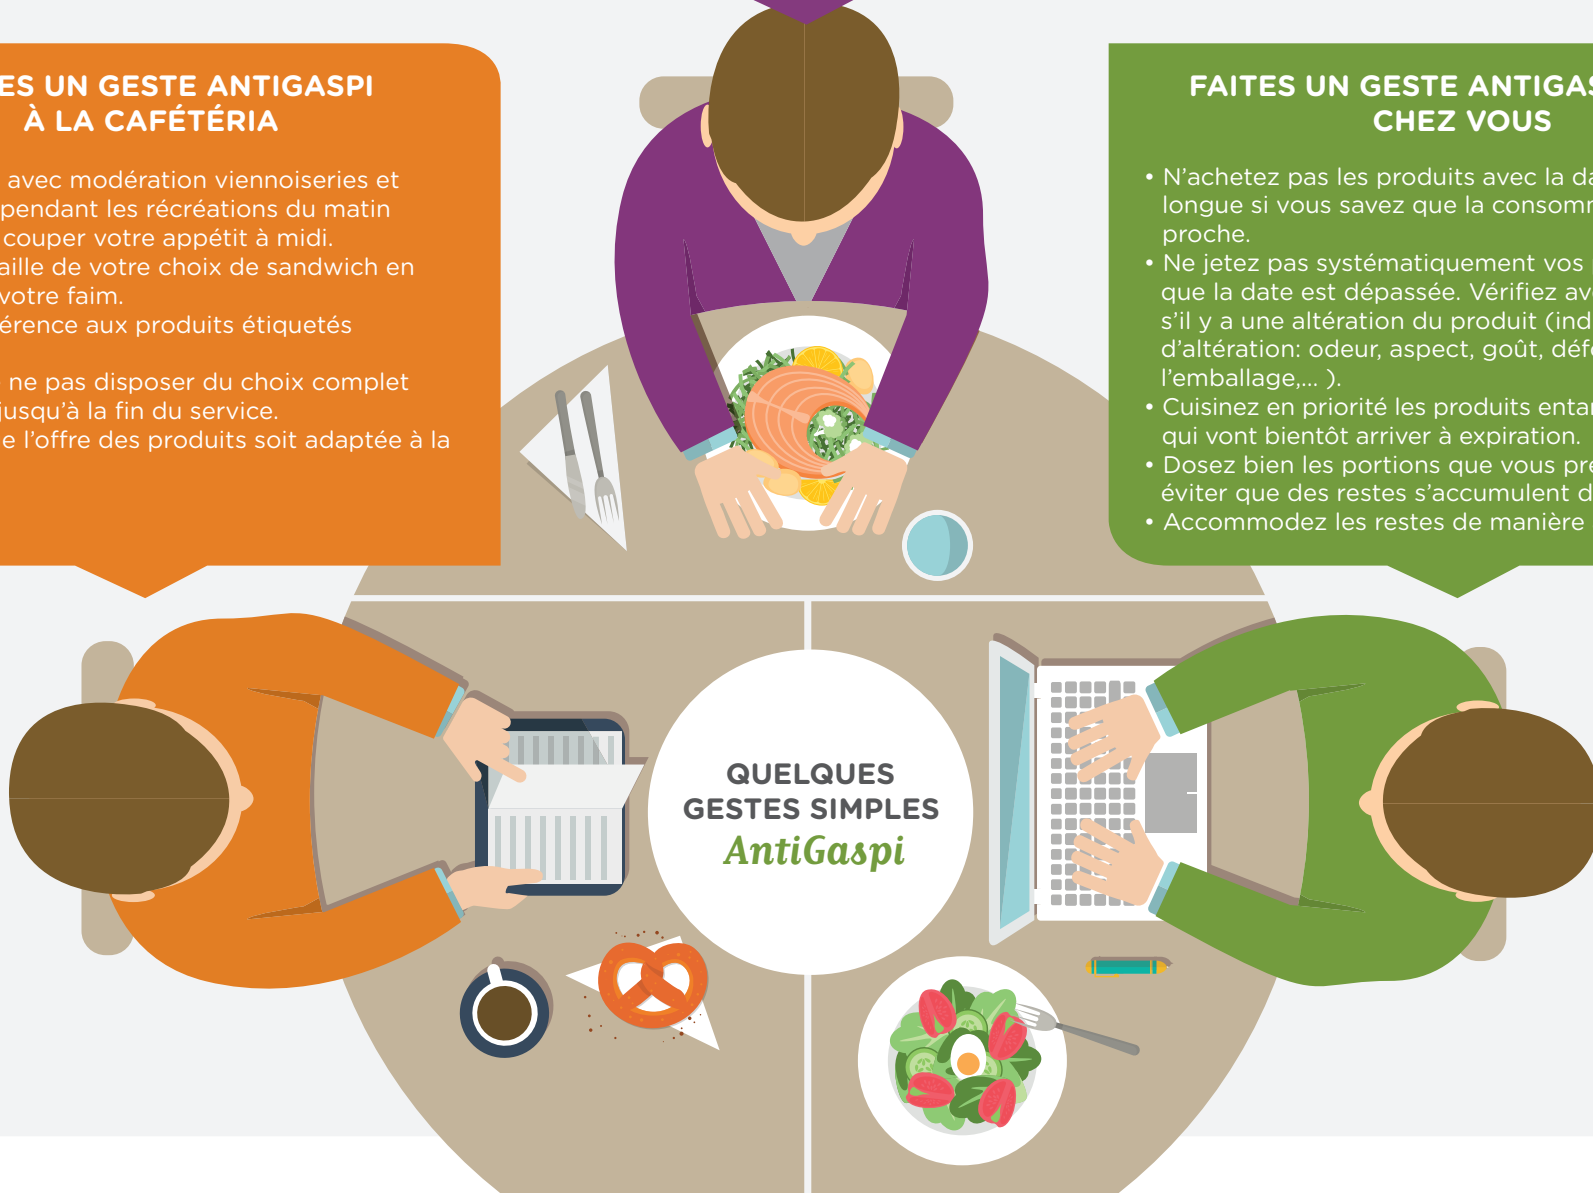 ES UN GESTE ANTIGASPI
À LA CAFÉTÉRIA
avec modération viennoiseries et
pendant les récréations du matin
couper votre appétit à midi.
aille de votre choix de sandwich en
votre faim.
érence aux produits étiquetés
ne pas disposer du choix complet
jusqu’à la fin du service.
e l’offre des produits soit adaptée à la
FAITES UN GESTE ANTIGAS
CHEZ VOUS
• N’achetez pas les produits avec la da
longue si vous savez que la consomm
proche.
• Ne jetez pas systématiquement vos
que la date est dépassée. Vérifiez av
s’il y a une altération du produit (ind
d’altération: odeur, aspect, goût, déf
l’emballage,... ).
• Cuisinez en priorité les produits enta
qui vont bientôt arriver à expiration.
• Dosez bien les portions que vous pré
éviter que des restes s’accumulent d
• Accommodez les restes de manière
QUELQUES
GESTES SIMPLES
AntiGaspi